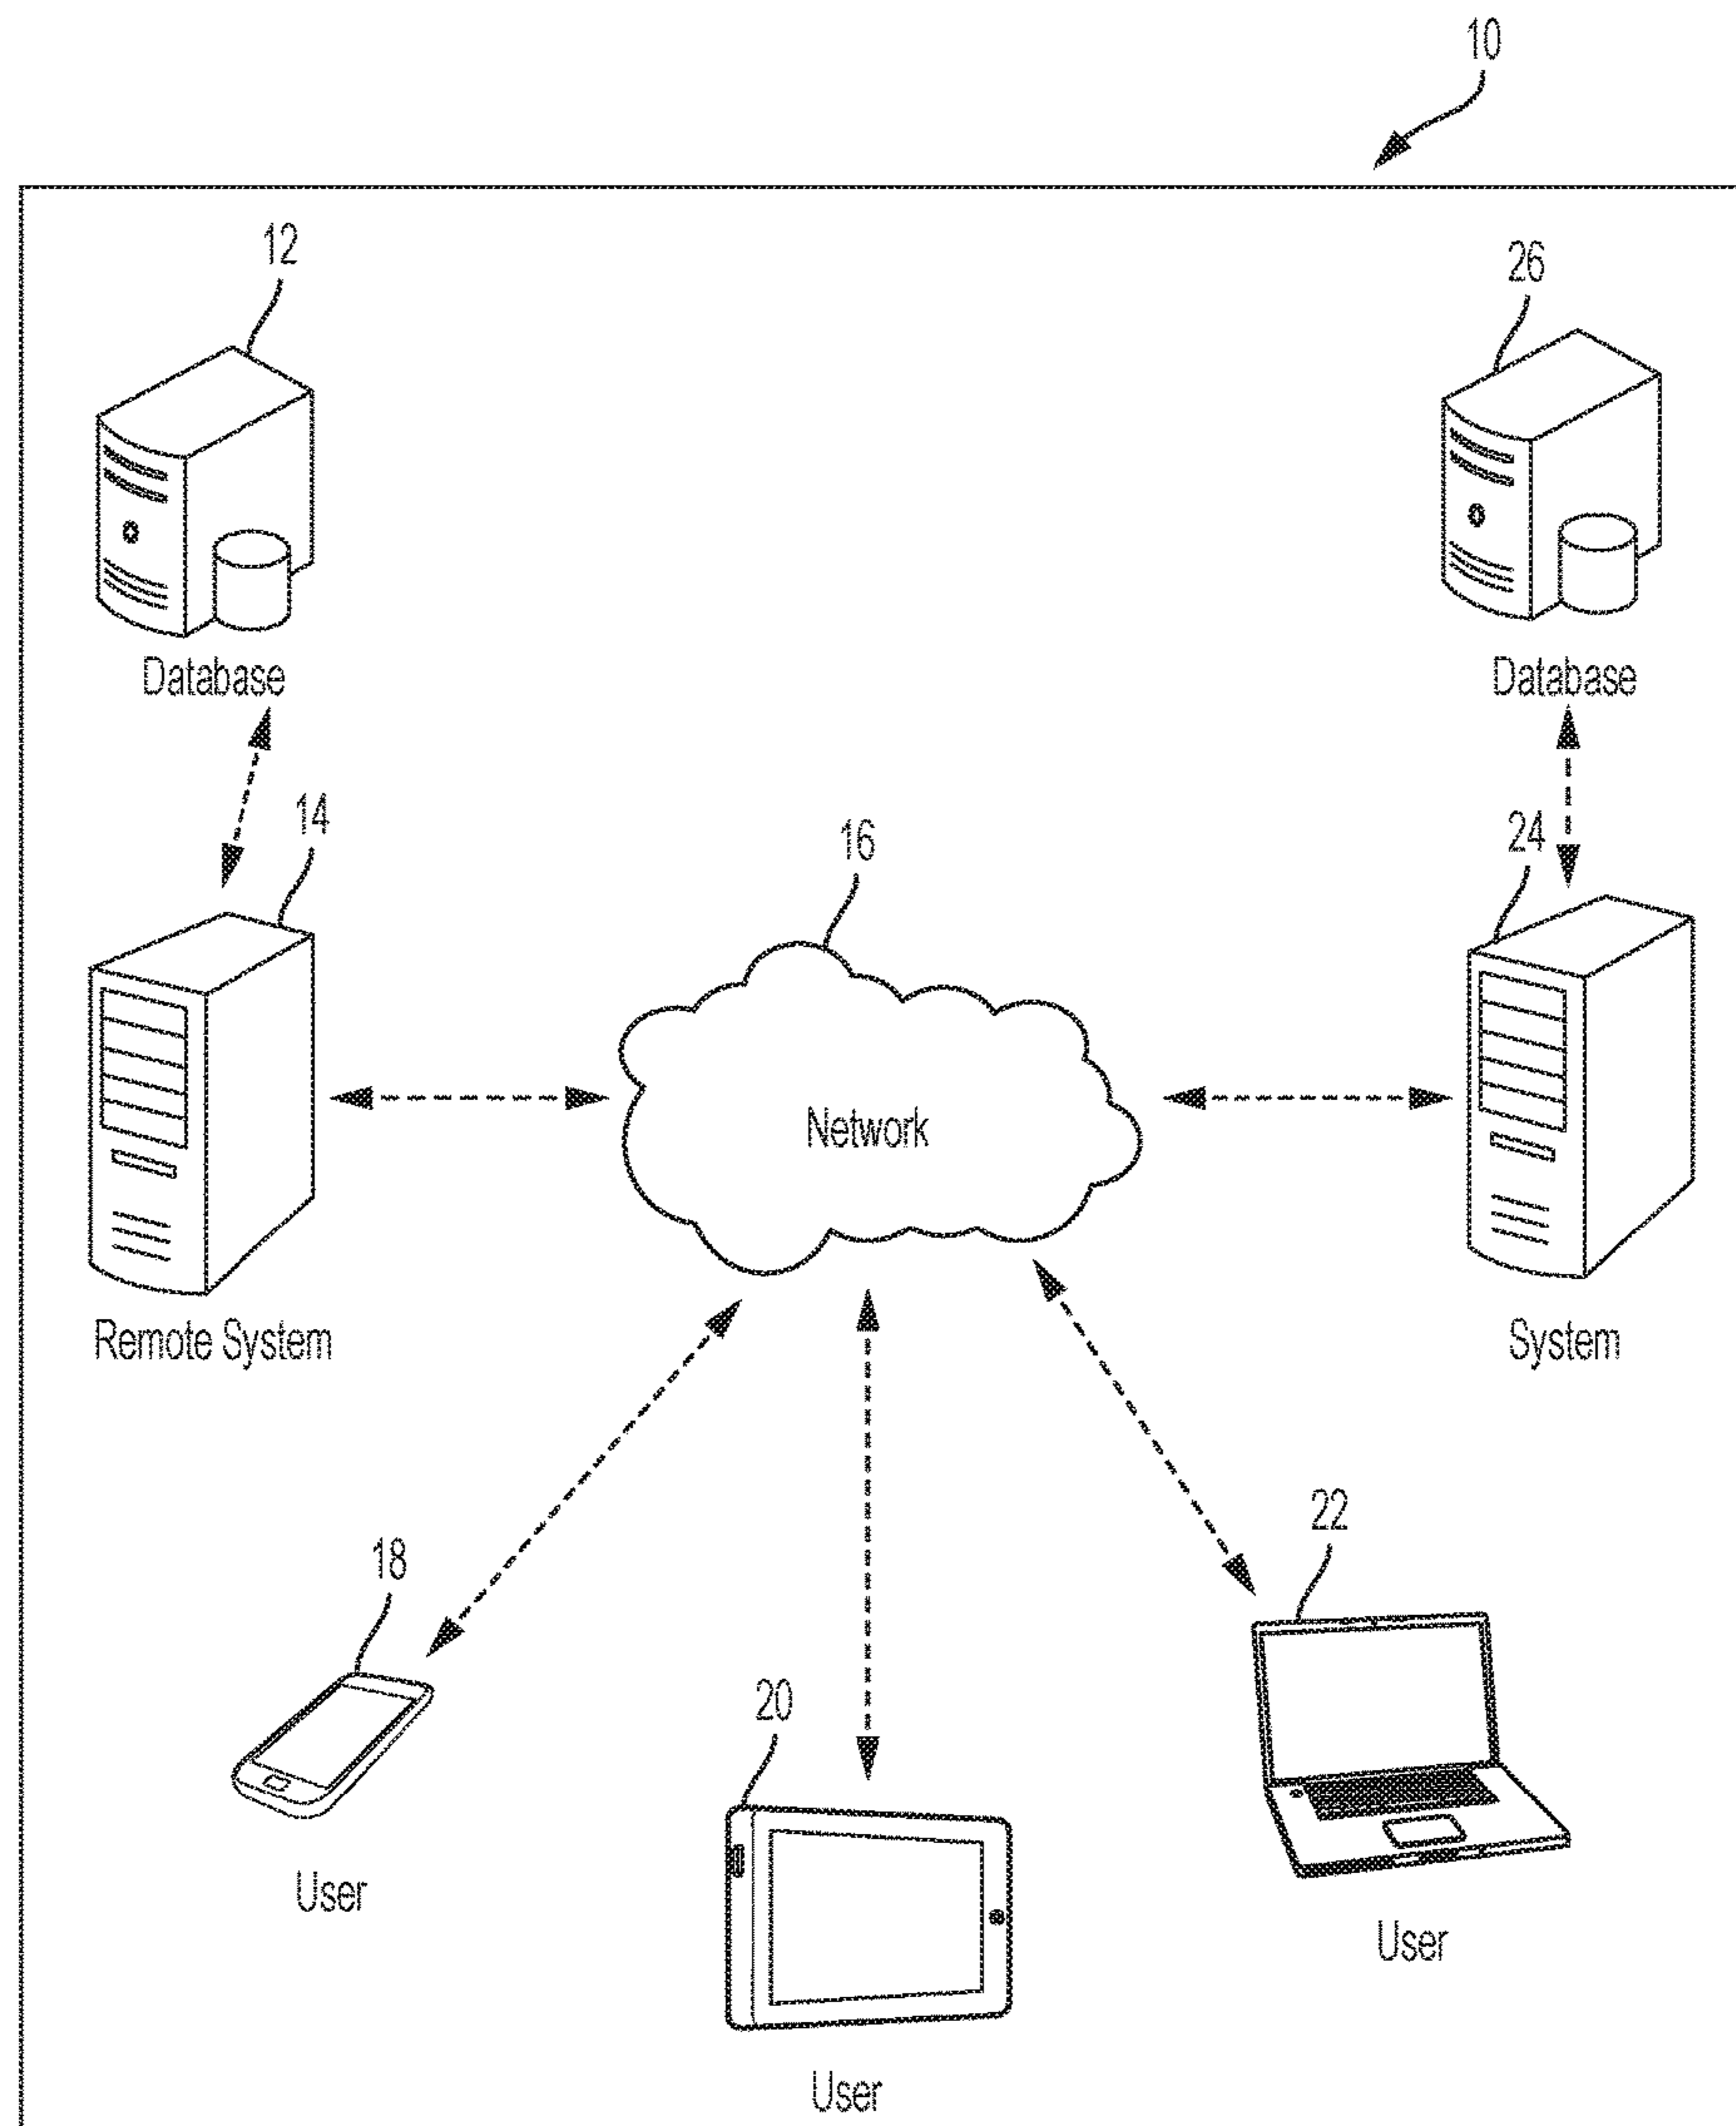 10
12
26
Database
Database
14
16
24
Network
Remote System
System
18
22
20
User
User
User